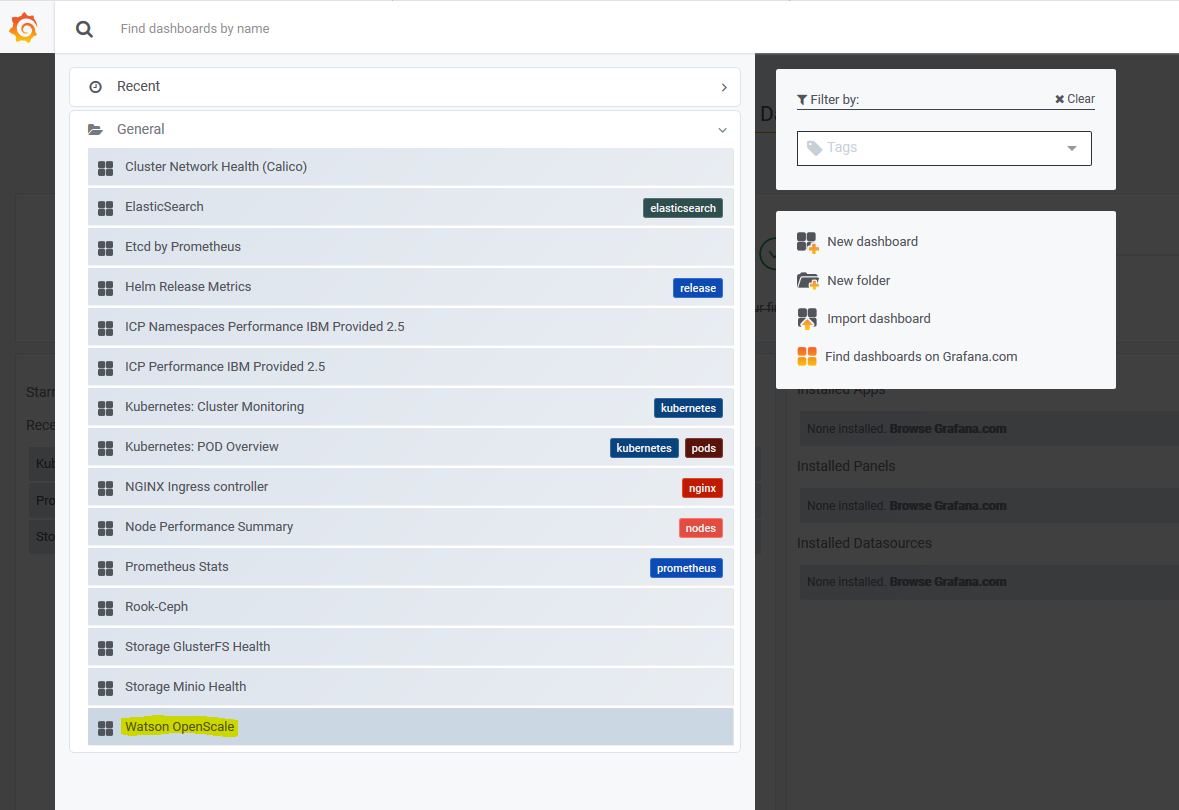 Find dashboards by name
Recent
General
Cluster Network Health (Calico)
ElasticSearch elasticsearch
Etcd by Prometheus
Helm Release Metrics release
ICP Namespaces Performance IBM Provided 2.5
ICP Performance IBM Provided 2.5
Kubernetes: Cluster Monitoring kubernetes
Kubernetes: POD Overview kubernetes pods
NGINX Ingress controller nginx
Node Performance Summary nodes
Prometheus Stats prometheus
Rook-Ceph
Storage GlusterFS Health
Storage Minio Health
Watson OpenScale
Filter by: Clear
Tags
New dashboard
New folder
Import dashboard
Find dashboards on Grafana.com
Installed Apps
None installed. Browse Grafana.com
Installed Panels
None installed. Browse Grafana.com
Installed Datasources
None installed. Browse Grafana.com